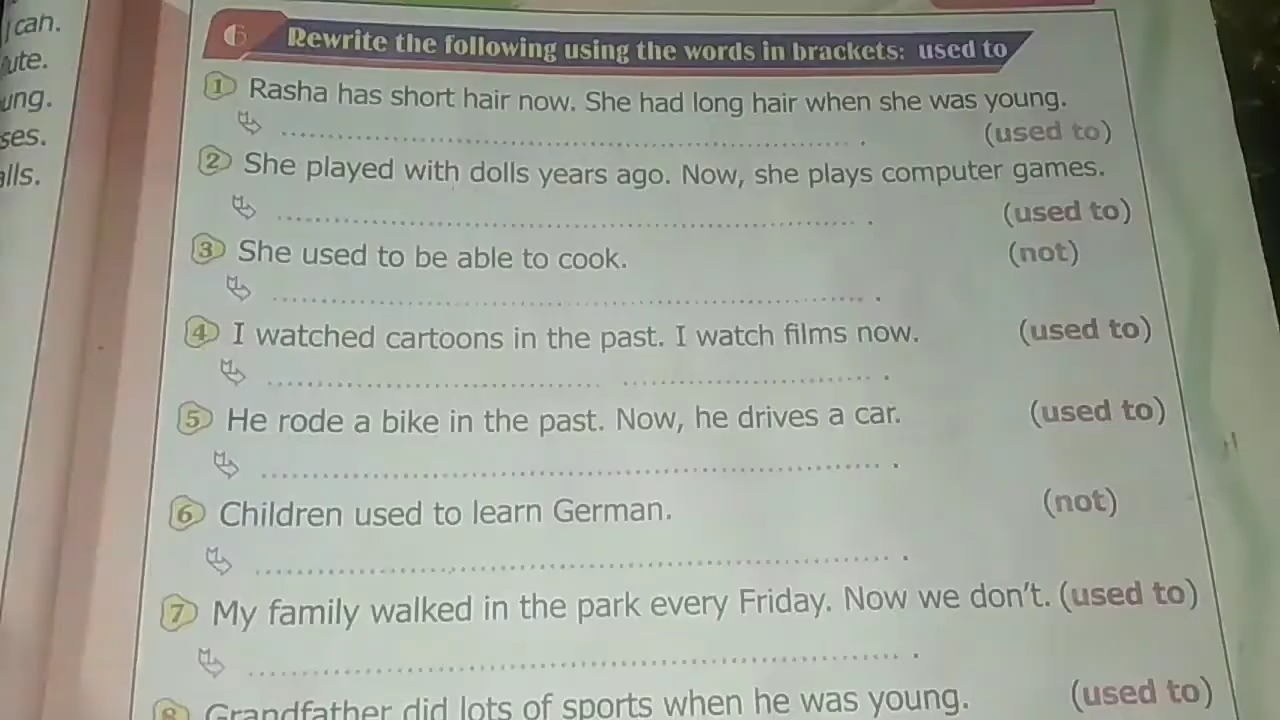 can.
ute.
ung.
ses.
alls.
6 Rewrite the following using the words in brackets: used to
1 Rasha has short hair now. She had long hair when she was young.
(used to)
2 She played with dolls years ago. Now, she plays computer games.
(used to)
3 She used to be able to cook. (not)
4 I watched cartoons in the past. I watch films now. (used to)
5 He rode a bike in the past. Now, he drives a car. (used to)
6 Children used to learn German. (not)
7 My family walked in the park every Friday. Now we don't. (used to)
8 Grandfather did lots of sports when he was young. (used to)